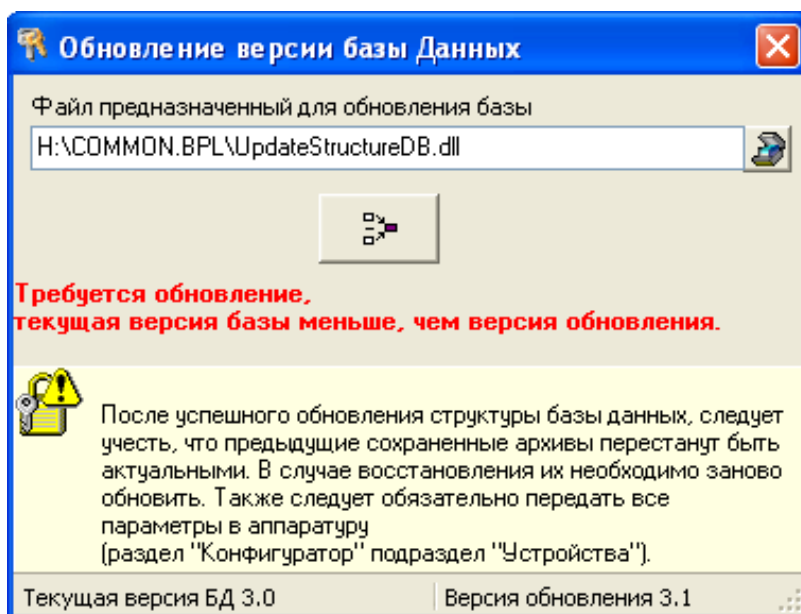 Обновление версии базы Данных
Файл предназначенный для обновления базы
H:\COMMON.BPL\UpdateStructureDB.dll
Требуется обновление,
текущая версия базы меньше, чем версия обновления.
После успешного обновления структуры базы данных, следует
учесть, что предыдущие сохраненные архивы перестанут быть
актуальными. В случае восстановления их необходимо заново
обновить. Также следует обязательно передать все
параметры в аппаратуру
(раздел "Конфигуратор" подраздел "Устройства").
Текущая версия БД 3.0
Версия обновления 3.1